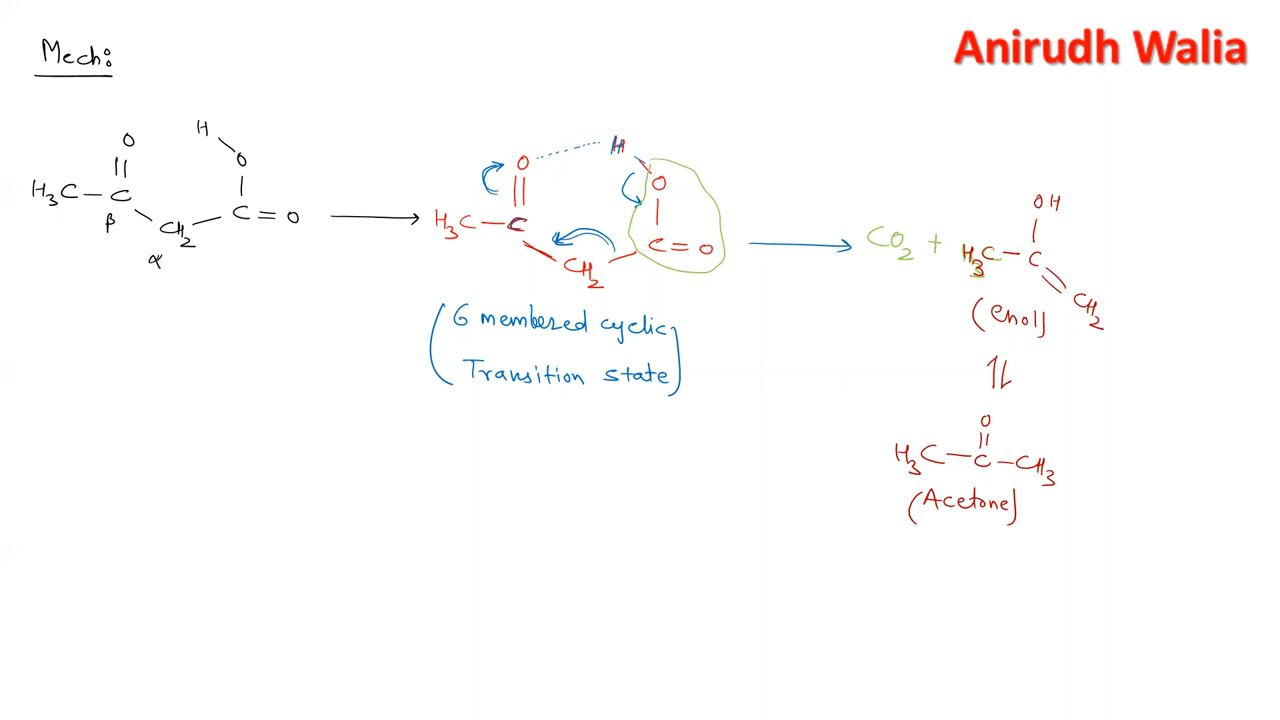 Mech:
Anirudh Walia
O
H
O
H3C – C
β
CH2
C = O
α
O
H
O
H3C – C
CH2
C = O
CO2 +
OH
H3C – C
CH2
(enol)
(6 membered cyclic
Transition state)
⇌
O
H3C – C – CH3
(Acetone)